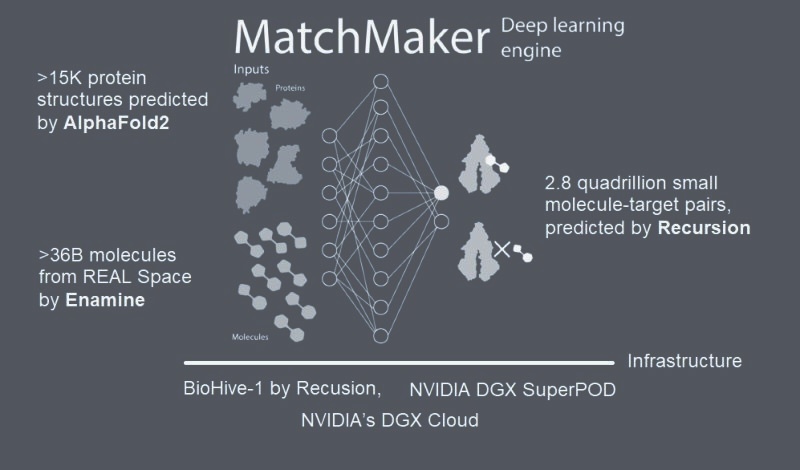 MatchMaker Deep learning
engine
>15K protein
structures predicted
by AlphaFold2
Inputs
Proteins
2.8 quadrillion small
molecule-target pairs,
predicted by Recursion
>36B molecules
from REAL Space
by Enamine
Molecules
Infrastructure
BioHive-1 by Recusion, NVIDIA DGX SuperPOD
NVIDIA's DGX Cloud